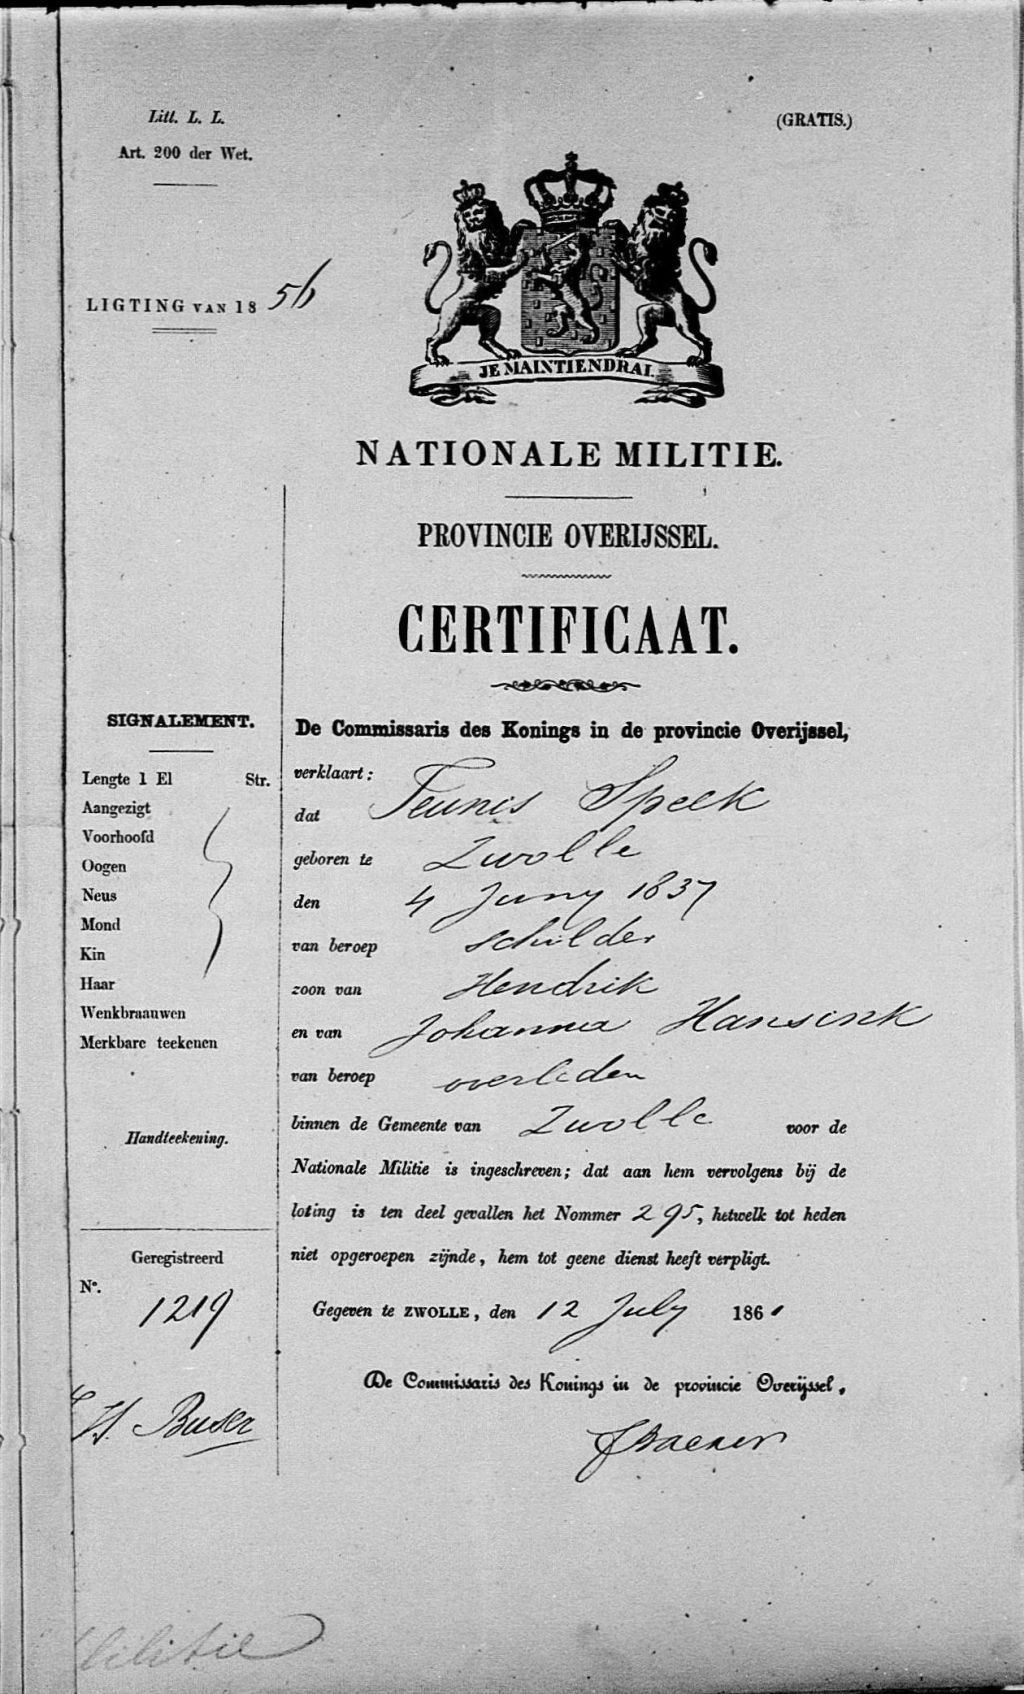 Litt. L. L.
Art. 200 der Wet.
(GRATIS.)
LIGTING VAN 1856
JE MAINTIENDRAI.
NATIONALE MILITIE.
PROVINCIE OVERIJSSEL.
CERTIFICAAT.
SIGNALEMENT.
Lengte 1 El Str.
Aangezigt
Voorhoofd
Oogen
Neus
Mond
Kin
Haar
Wenkbraauwen
Merkbare teekenen
Handteekening.
Geregistreerd
No.
1219
De Commissaris des Konings in de provincie Overijssel,
verklaart:
dat Teunis Speek
geboren te Zwolle
den 4 Juny 1837
van beroep schilder
zoon van Hendrik
en van Johanna Hansink
van beroep overleden
binnen de Gemeente van Zwolle voor de
Nationale Militie is ingeschreven; dat aan hem vervolgens bij de
loting is ten deel gevallen het Nommer 295, hetwelk tot heden
niet opgeroepen zijnde, hem tot geene dienst heeft verpligt.
Gegeven te ZWOLLE, den 12 July 1861
De Commissaris des Konings in de provincie Overijssel,
Militie